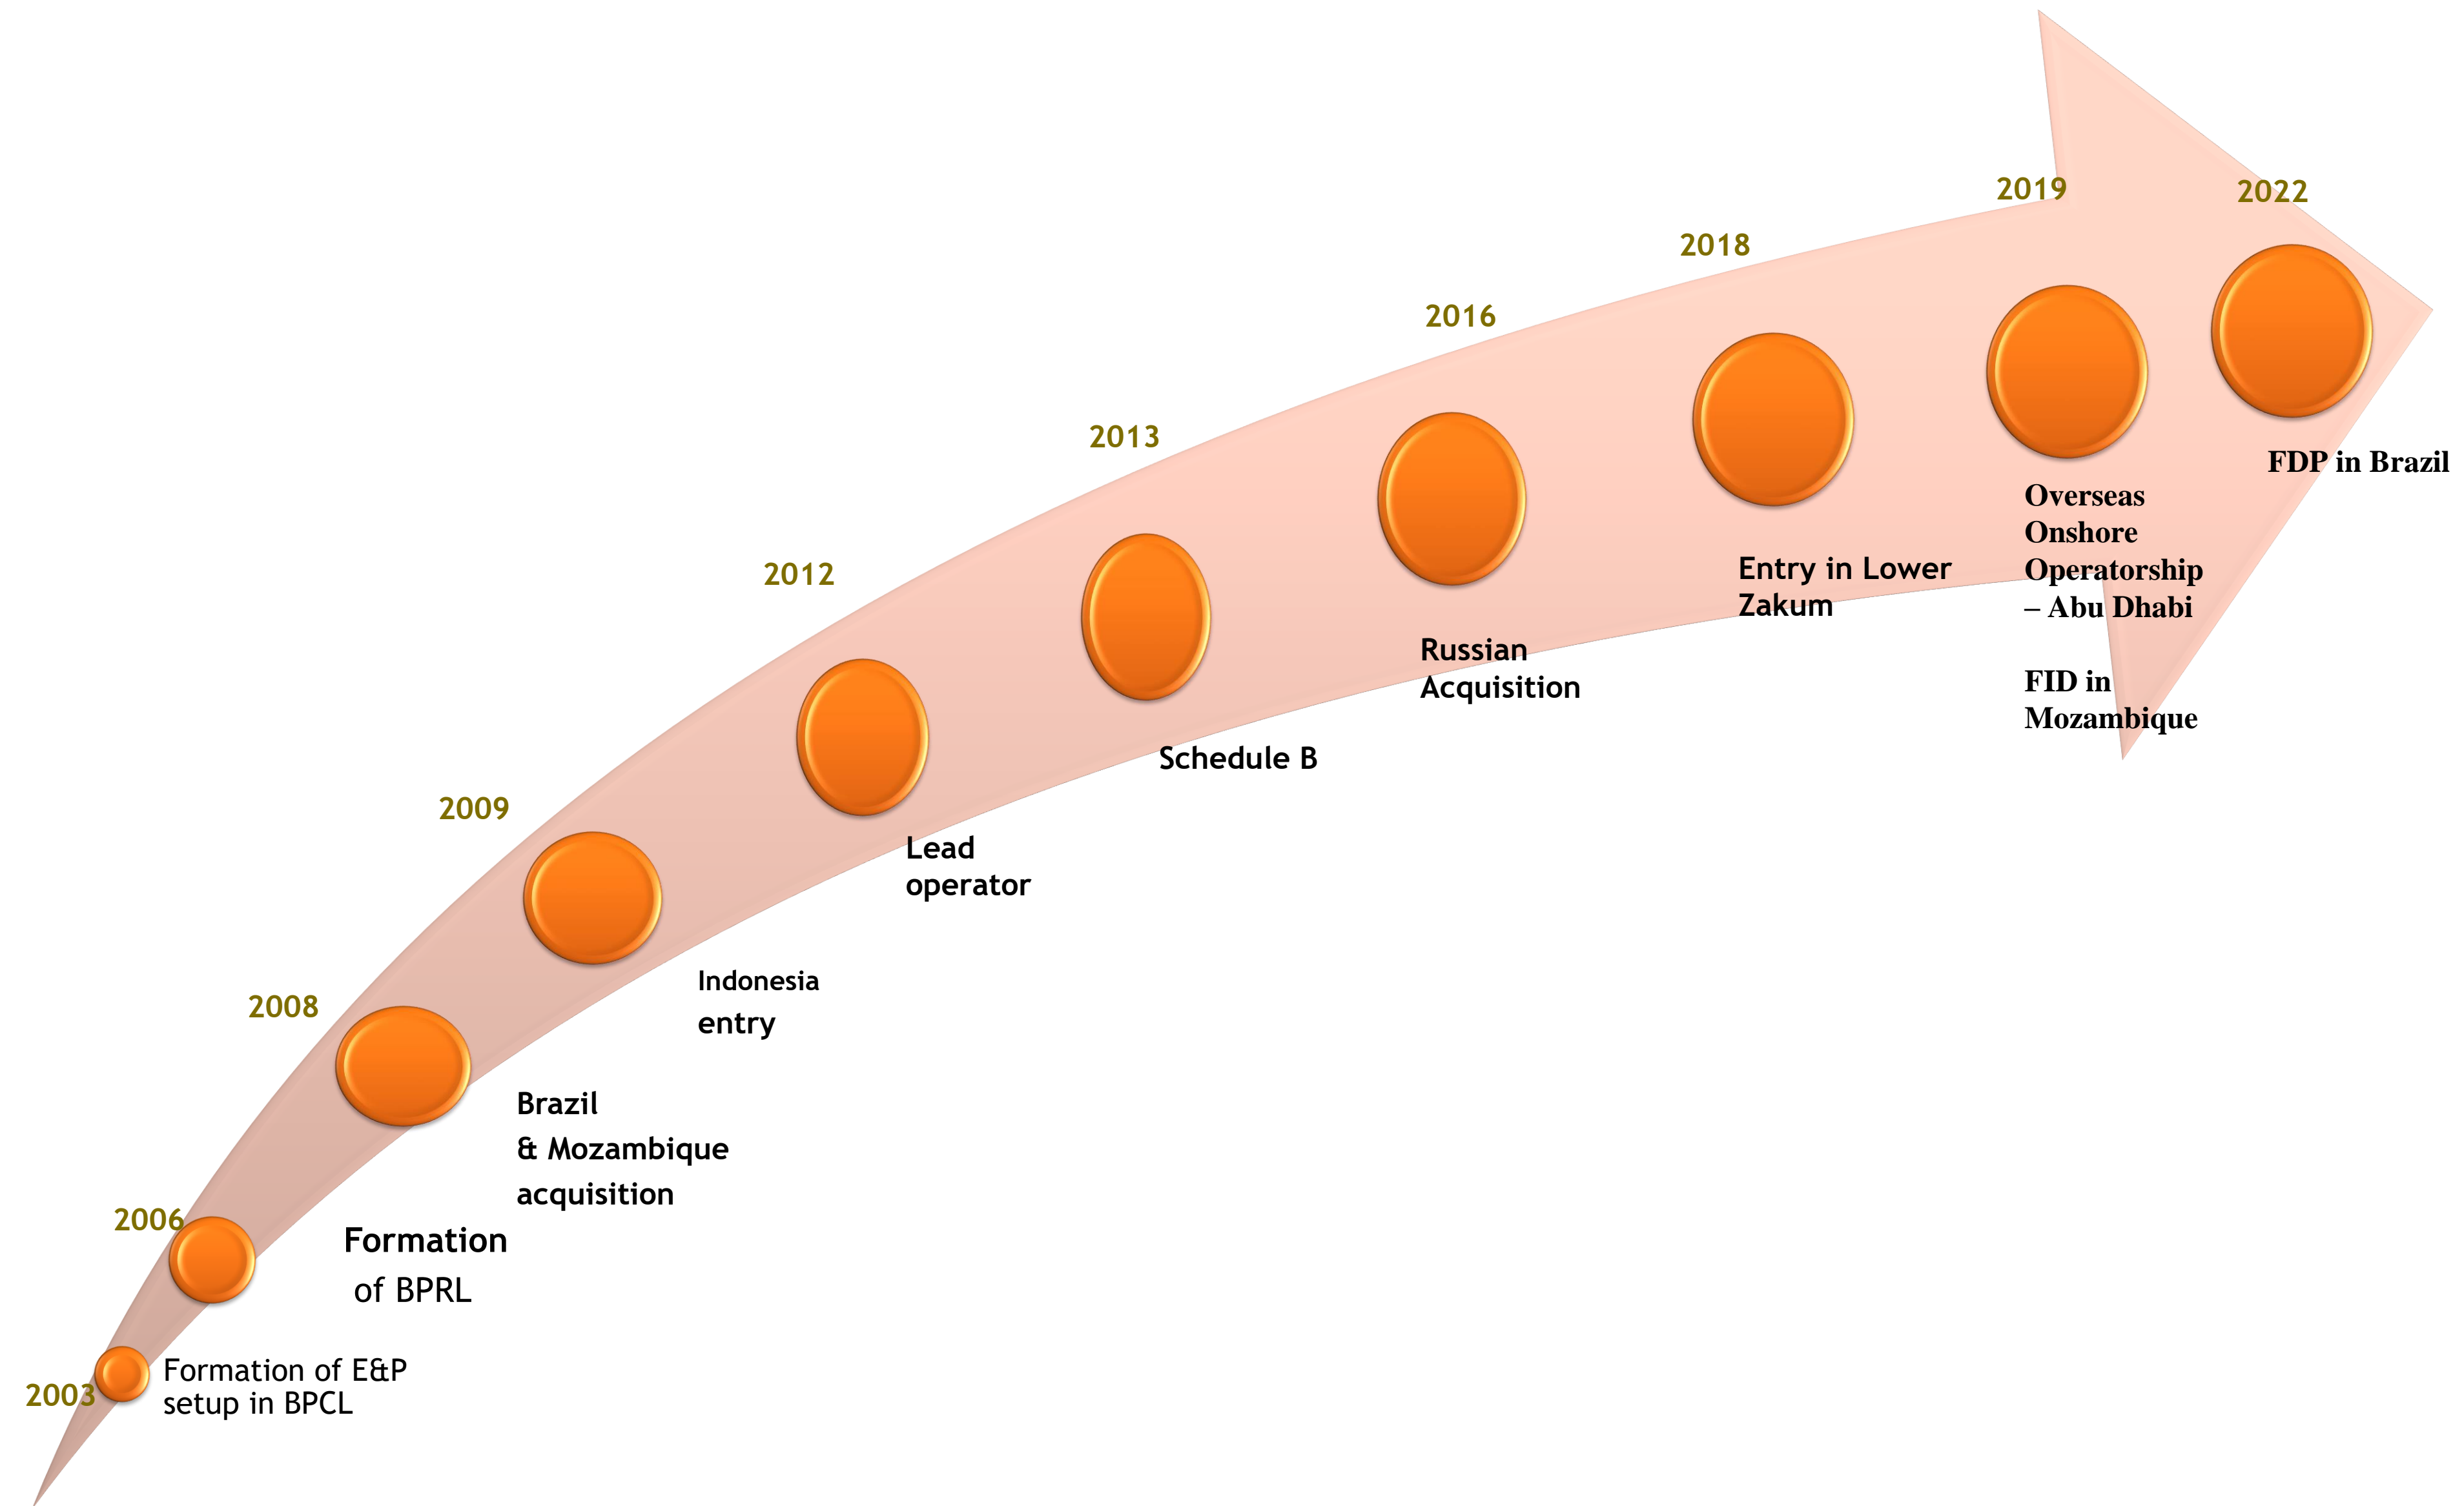 2003
Formation of E&P
setup in BPCL
2006
Formation
of BPRL
2008
Brazil
& Mozambique
acquisition
2009
Indonesia
entry
2012
Lead
operator
2013
Schedule B
2016
Russian
Acquisition
2018
Entry in Lower
Zakum
2019
Overseas
Onshore
Operatorship
– Abu Dhabi
FID in
Mozambique
2022
FDP in Brazil